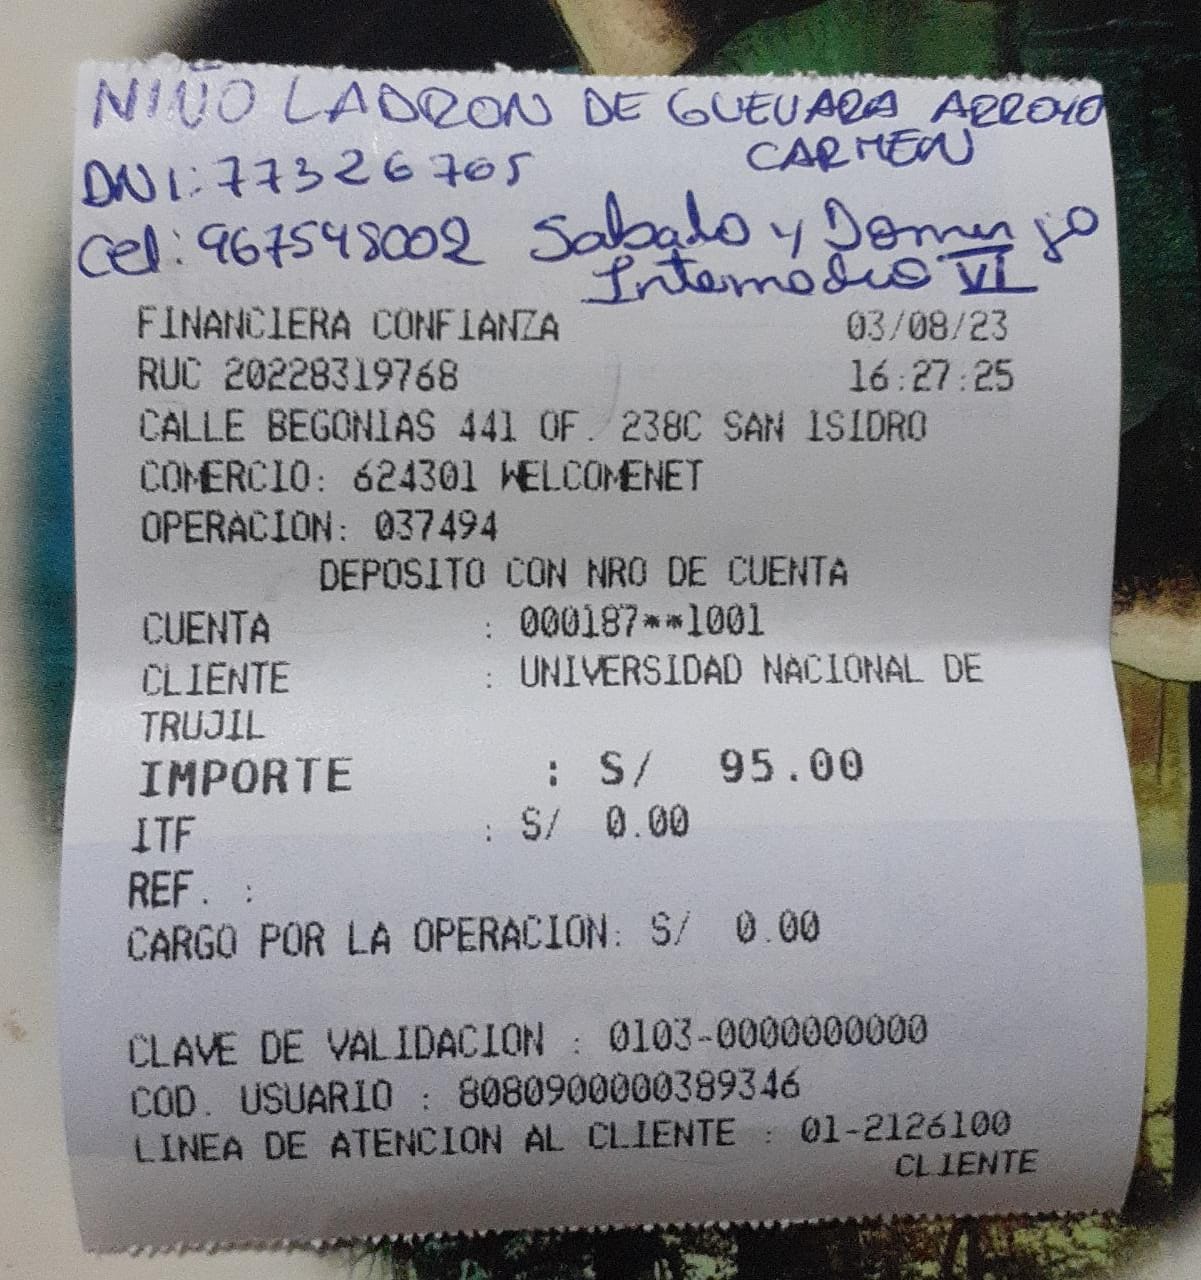 NIÑO LADRON DE GUEVARA ARROYO
CARMEN
DNI: 77326705
Cel: 967548002 Sabado y Domingo
Intermedio VI
FINANCIERA CONFIANZA 03/08/23
RUC 20228319768 16:27:25
CALLE BEGONIAS 441 OF. 238C SAN ISIDRO
COMERCIO: 624301 WELCOMENET
OPERACION: 037494
DEPOSITO CON NRO DE CUENTA
CUENTA : 000187**1001
CLIENTE : UNIVERSIDAD NACIONAL DE
TRUJIL
IMPORTE : S/ 95.00
ITF : S/ 0.00
REF. :
CARGO POR LA OPERACION: S/ 0.00
CLAVE DE VALIDACION : 0103-0000000000
COD. USUARIO : 8080900000389346
LINEA DE ATENCION AL CLIENTE : 01-2126100
CLIENTE